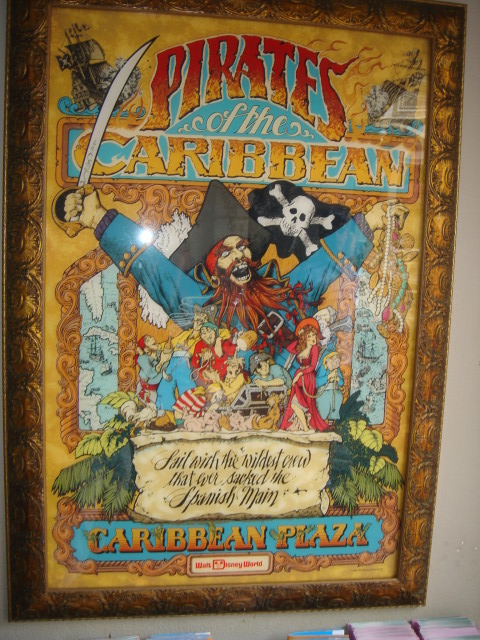 PIRATES
of the
CARIBBEAN
Sail with the wildest crew
that ever sacked the
Spanish Main
CARIBBEAN PLAZA
Walt Disney World